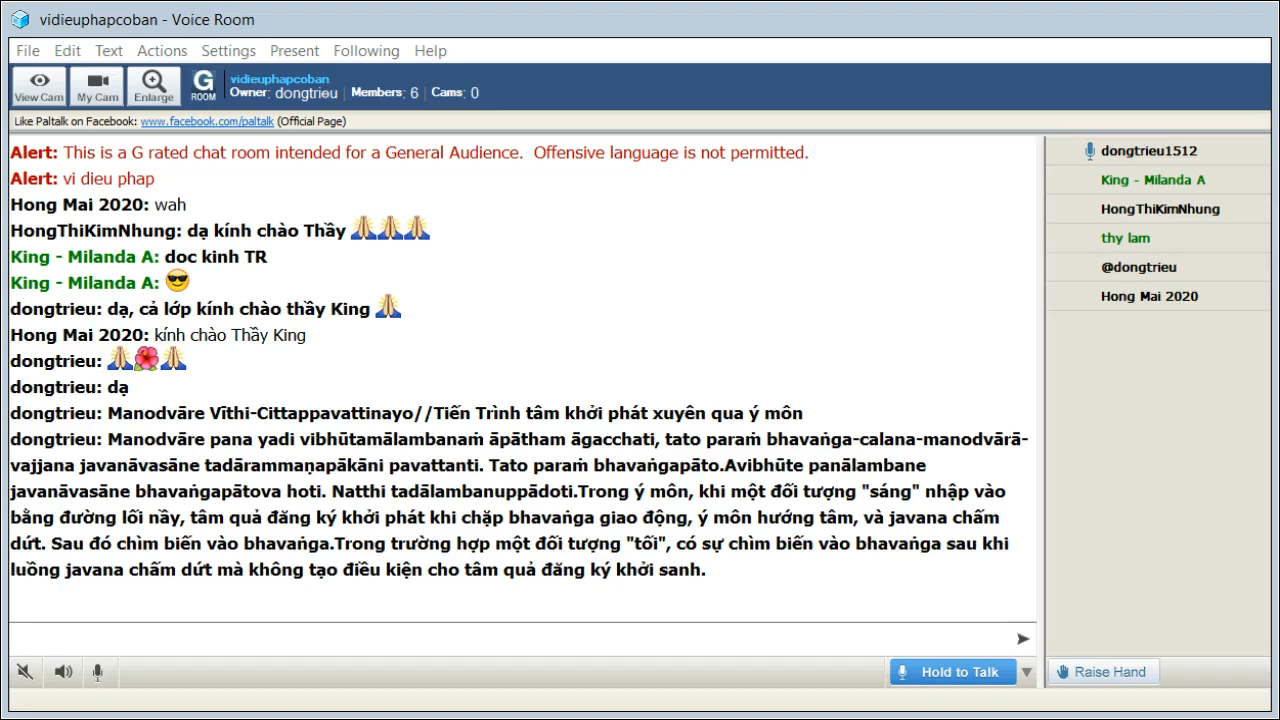 vidieuphapcoban - Voice Room
File Edit Text Actions Settings Present Following Help
View Cam My Cam Enlarge G ROOM vidieuphapcoban
Owner: dongtrieu | Members: 6 | Cams: 0
Like Paltalk on Facebook: www.facebook.com/paltalk (Official Page)
Alert: This is a G rated chat room intended for a General Audience. Offensive language is not permitted.
Alert: vi dieu phap
Hong Mai 2020: wah
HongThiKimNhung: dạ kính chào Thầy 🙏🙏🙏
King - Milanda A: doc kinh TR
King - Milanda A: 😎
dongtrieu: dạ, cả lớp kính chào thầy King 🙏
Hong Mai 2020: kính chào Thầy King
dongtrieu: 🙏🌺🙏
dongtrieu: dạ
dongtrieu: Manodvāre Vīthi-Cittappavattinayo//Tiến Trình tâm khởi phát xuyên qua ý môn
dongtrieu: Manodvāre pana yadi vibhūtamālambanaṁ āpātham āgacchati, tato paraṁ bhavaṅga-calana-manodvārā-
vajjana javanāvasāne tadārammaṇapākāni pavattanti. Tato paraṁ bhavaṅgapāto.Avibhūte panālambane
javanāvasāne bhavaṅgapātova hoti. Natthi tadālambanuppādoti.Trong ý môn, khi một đối tượng "sáng" nhập vào
bằng đường lối nầy, tâm quả đăng ký khởi phát khi chặp bhavaṅga giao động, ý môn hướng tâm, và javana chấm
dứt. Sau đó chìm biến vào bhavaṅga.Trong trường hợp một đối tượng "tối", có sự chìm biến vào bhavaṅga sau khi
luồng javana chấm dứt mà không tạo điều kiện cho tâm quả đăng ký khởi sanh.
dongtrieu1512
King - Milanda A
HongThiKimNhung
thy lam
@dongtrieu
Hong Mai 2020
Hold to Talk
Raise Hand